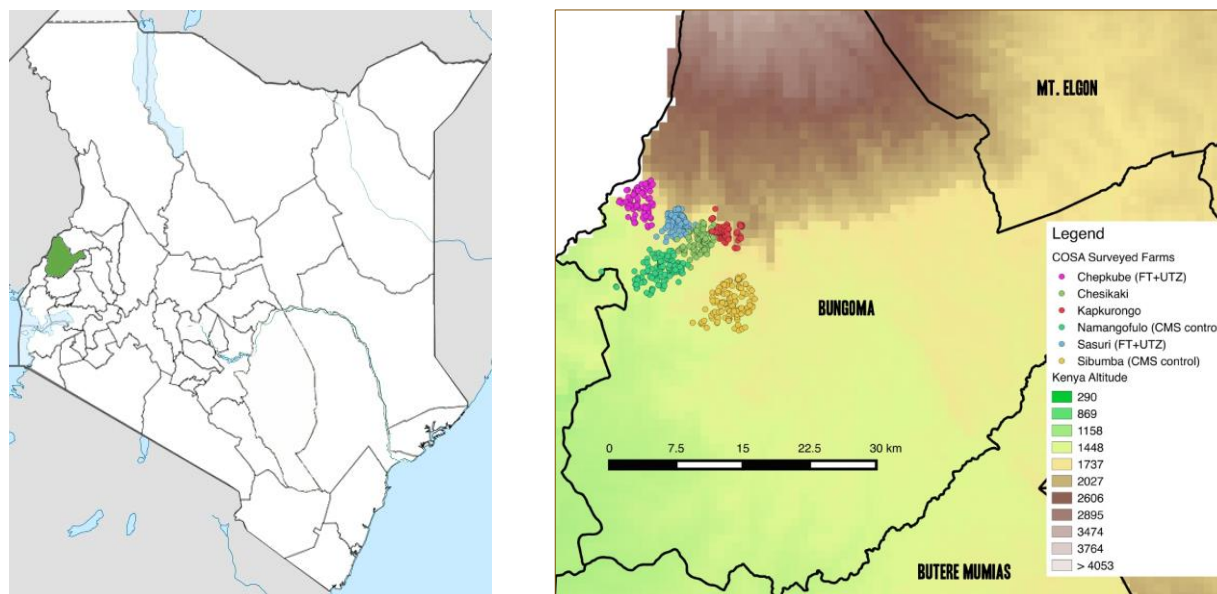 MT. ELGON
BUNGOMA
BUTERE MUMIAS
0 7.5 15 22.5 30 km
Legend
COSA Surveyed Farms
Chepkube (FT+UTZ)
Chesikaki
Kapkurongo
Namangofulo (CMS contro
Sasuri (FT+UTZ)
Sibumba (CMS control)
Kenya Altitude
290
869
1158
1448
1737
2027
2606
2895
3474
3764
> 4053